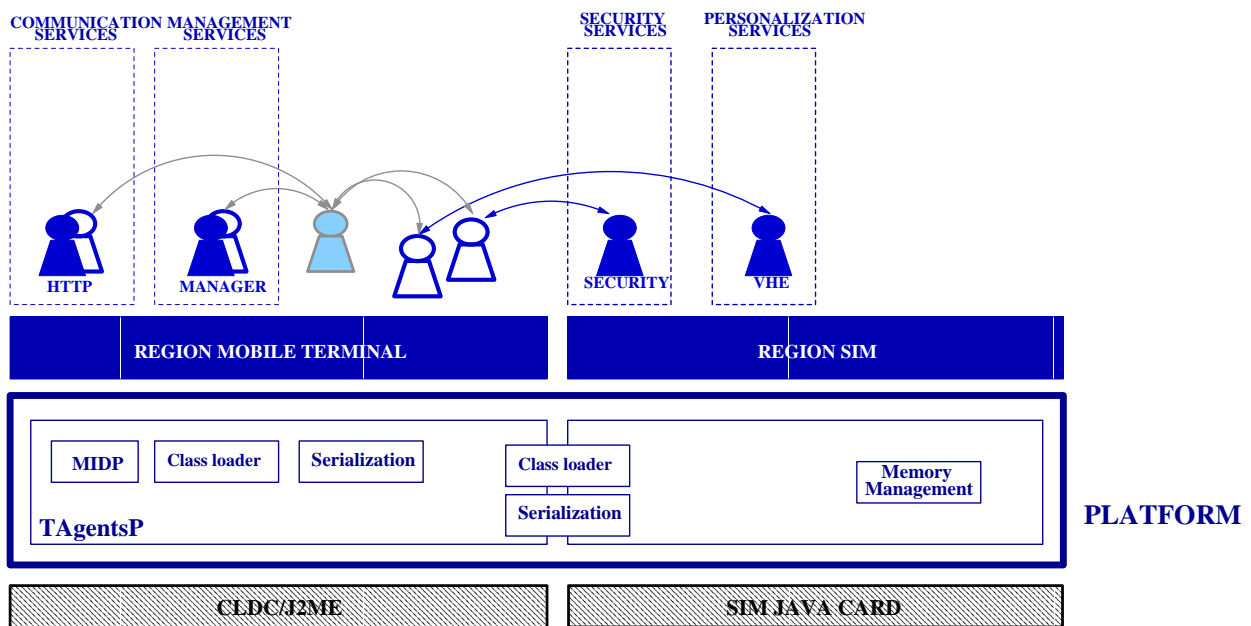 COMMUNICATION MANAGEMENT
SERVICES
SERVICES
SECURITY
SERVICES
PERSONALIZATION
SERVICES
HTTP
MANAGER
SECURITY
VHE
REGION MOBILE TERMINAL
REGION SIM
MIDP
Class loader
Serialization
Class loader
Serialization
Memory
Management
TAgentsP
PLATFORM
CLDC/J2ME
SIM JAVA CARD